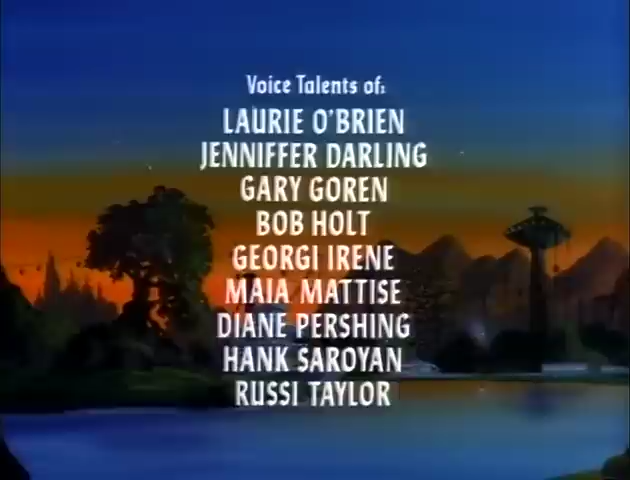 Voice Talents of:
LAURIE O'BRIEN
JENNIFFER DARLING
GARY GOREN
BOB HOLT
GEORGI IRENE
MAIA MATTISE
DIANE PERSHING
HANK SAROYAN
RUSSI TAYLOR